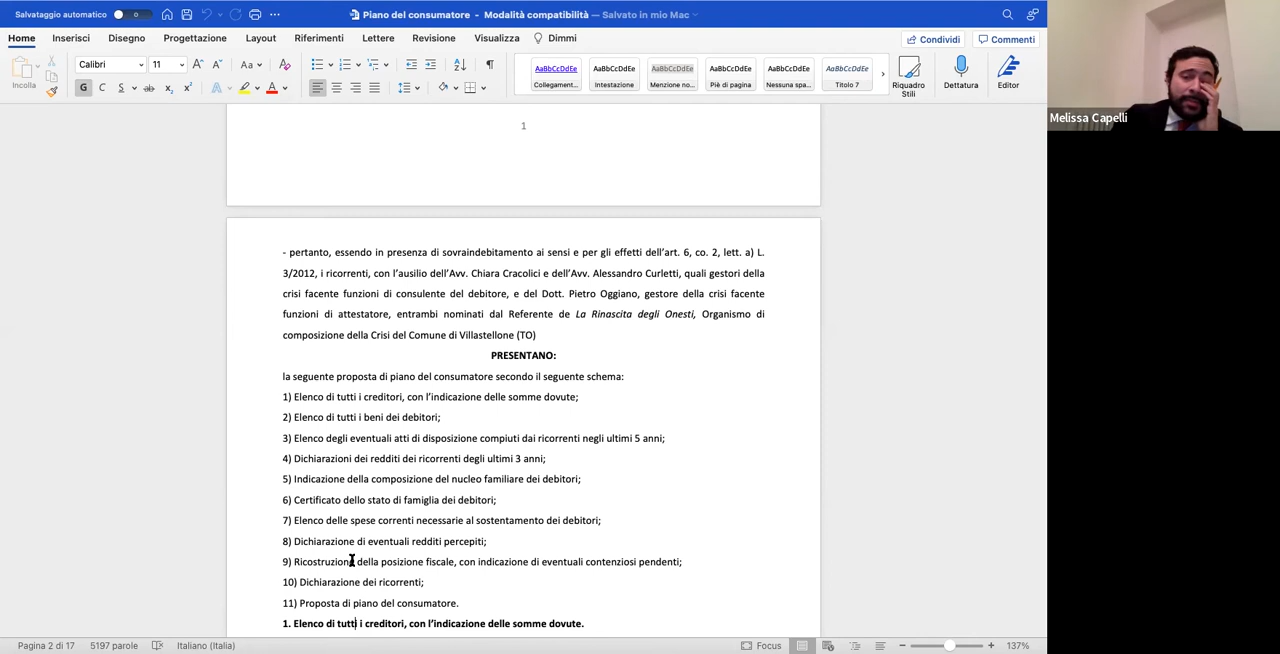 Salvataggio automatico
Piano del consumatore - Modalità compatibilità — Salvato in mio Mac
Home Inserisci Disegno Progettazione Layout Riferimenti Lettere Revisione Visualizza Dimmi
Condividi Commenti
Incolla
Calibri 11
G C S ab x₂ x²
AaBbCcDdEe AaBbCcDdEe AaBbCcDdEe AaBbCcDdEe AaBbCcDdEe AaBbCcDdEe
Collegament... Intestazione Menzione no... Piè di pagina Nessuna spa... Titolo 7
Riquadro Stili
Dettatura
Editor
Melissa Capelli
1
- pertanto, essendo in presenza di sovraindebitamento ai sensi e per gli effetti dell'art. 6, co. 2, lett. a) L.
3/2012, i ricorrenti, con l'ausilio dell'Avv. Chiara Cracolici e dell'Avv. Alessandro Curletti, quali gestori della
crisi facente funzioni di consulente del debitore, e del Dott. Pietro Oggiano, gestore della crisi facente
funzioni di attestatore, entrambi nominati dal Referente de La Rinascita degli Onesti, Organismo di
composizione della Crisi del Comune di Villastellone (TO)
PRESENTANO:
la seguente proposta di piano del consumatore secondo il seguente schema:
1) Elenco di tutti i creditori, con l'indicazione delle somme dovute;
2) Elenco di tutti i beni dei debitori;
3) Elenco degli eventuali atti di disposizione compiuti dai ricorrenti negli ultimi 5 anni;
4) Dichiarazioni dei redditi dei ricorrenti degli ultimi 3 anni;
5) Indicazione della composizione del nucleo familiare dei debitori;
6) Certificato dello stato di famiglia dei debitori;
7) Elenco delle spese correnti necessarie al sostentamento dei debitori;
8) Dichiarazione di eventuali redditi percepiti;
9) Ricostruzione della posizione fiscale, con indicazione di eventuali contenziosi pendenti;
10) Dichiarazione dei ricorrenti;
11) Proposta di piano del consumatore.
1. Elenco di tutti i creditori, con l'indicazione delle somme dovute.
Pagina 2 di 17 5197 parole Italiano (Italia) Focus 137%